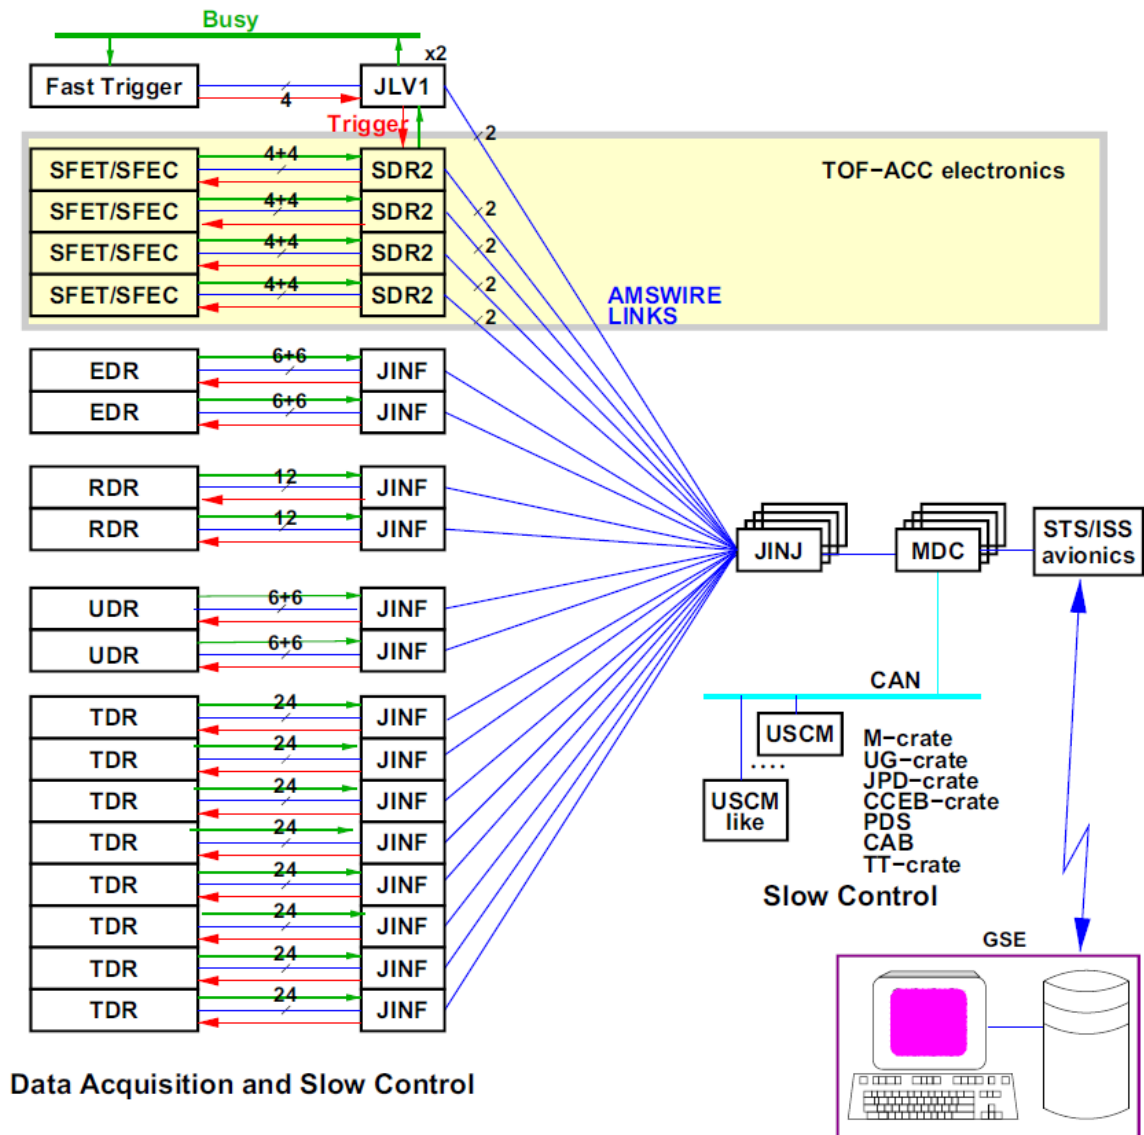 Busy
x2
Fast Trigger
4
JLV1
Trigger
2
TOF−ACC electronics
SFET/SFEC
4+4
SDR2
SFET/SFEC
4+4
SDR2
2
SFET/SFEC
4+4
SDR2
2
SFET/SFEC
4+4
SDR2
2
AMSWIRE
LINKS
2
EDR
6+6
JINF
EDR
6+6
JINF
RDR
12
JINF
RDR
12
JINF
JINJ
MDC
STS/ISS
avionics
UDR
6+6
JINF
UDR
6+6
JINF
CAN
TDR
24
JINF
USCM
....
USCM
like
M−crate
UG−crate
JPD−crate
CCEB−crate
PDS
CAB
TT−crate
TDR
24
JINF
TDR
24
JINF
TDR
24
JINF
TDR
24
JINF
Slow Control
TDR
24
JINF
TDR
24
JINF
TDR
24
JINF
GSE
Data Acquisition and Slow Control